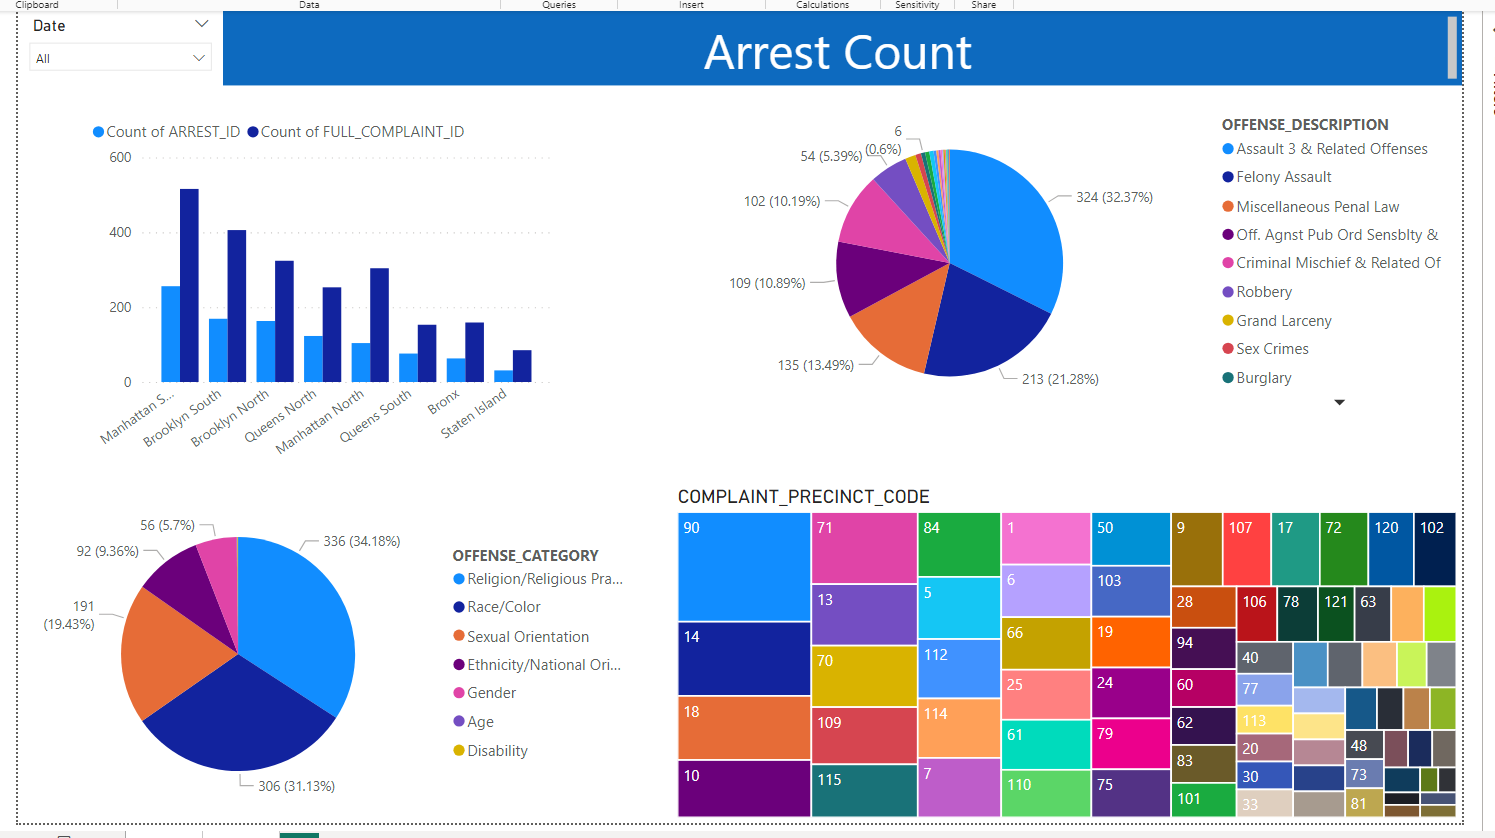 Clipboard
Data
Queries
Insert
Calculations
Sensitivity
Share
Date
All
Arrest Count
Count of ARREST_ID
Count of FULL_COMPLAINT_ID
600
400
200
0
Manhattan S...
Brooklyn South
Brooklyn North
Queens North
Manhattan North
Queens South
Bronx
Staten Island
6
(0.6%)
54 (5.39%)
102 (10.19%)
109 (10.89%)
135 (13.49%)
213 (21.28%)
324 (32.37%)
OFFENSE_DESCRIPTION
Assault 3 & Related Offenses
Felony Assault
Miscellaneous Penal Law
Off. Agnst Pub Ord Sensblty &
Criminal Mischief & Related Of
Robbery
Grand Larceny
Sex Crimes
Burglary
56 (5.7%)
92 (9.36%)
191
(19.43%)
306 (31.13%)
336 (34.18%)
OFFENSE_CATEGORY
Religion/Religious Pra...
Race/Color
Sexual Orientation
Ethnicity/National Ori...
Gender
Age
Disability
COMPLAINT_PRECINCT_CODE
90
14
18
10
71
13
70
109
115
84
5
112
114
7
1
6
66
25
61
110
50
103
19
24
79
75
9
28
94
60
62
83
101
107
17
72
120
102
106
78
121
63
40
77
113
20
30
33
48
73
81